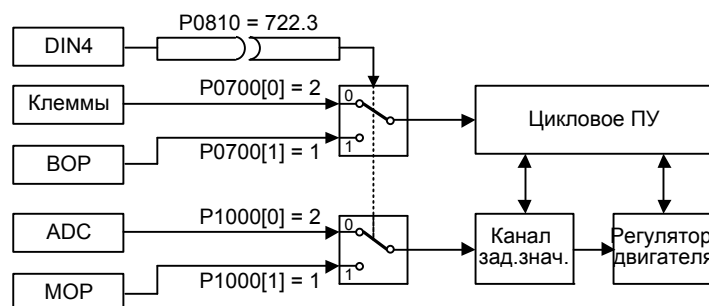 P0810 = 722.3
DIN4
Клеммы
P0700[0] = 2
0
Цикловое ПУ
BOP
P0700[1] = 1
1
ADC
P1000[0] = 2
0
Канал
зад.знач.
Регулятор
двигателя
MOP
P1000[1] = 1
1